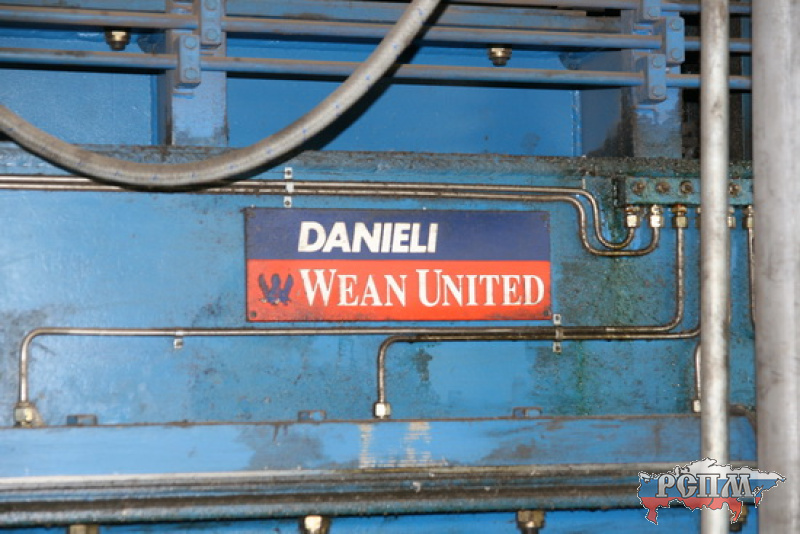 DANIELI
WEAN UNITED
РСПМ